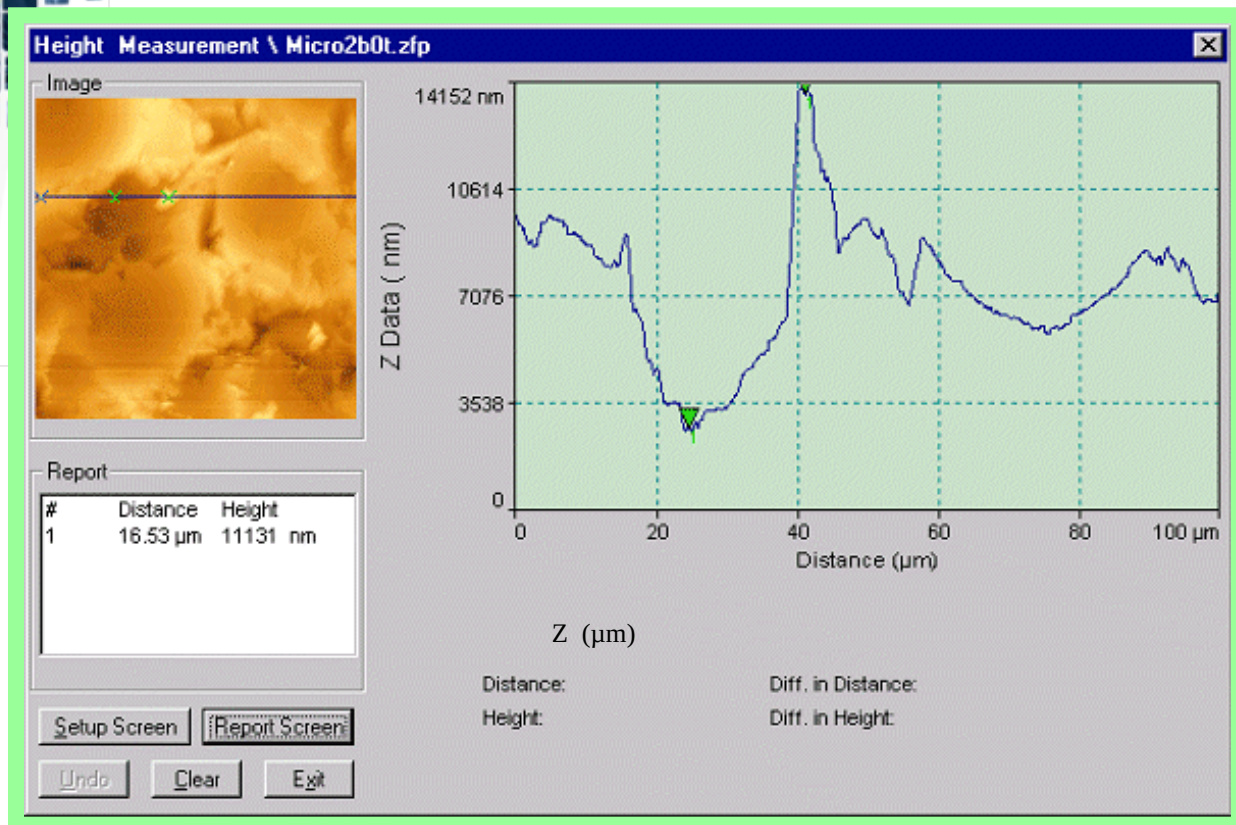 Height Measurement \ Micro2b0t.zfp
Image
14152 nm
10614
7076
3538
0
Z Data ( nm)
0 20 40 60 80 100 µm
Distance (µm)
Report
# Distance Height
1 16.53 µm 11131 nm
Z (µm)
Distance: Diff. in Distance:
Height: Diff. in Height:
Setup Screen Report Screen
Undo Clear Exit